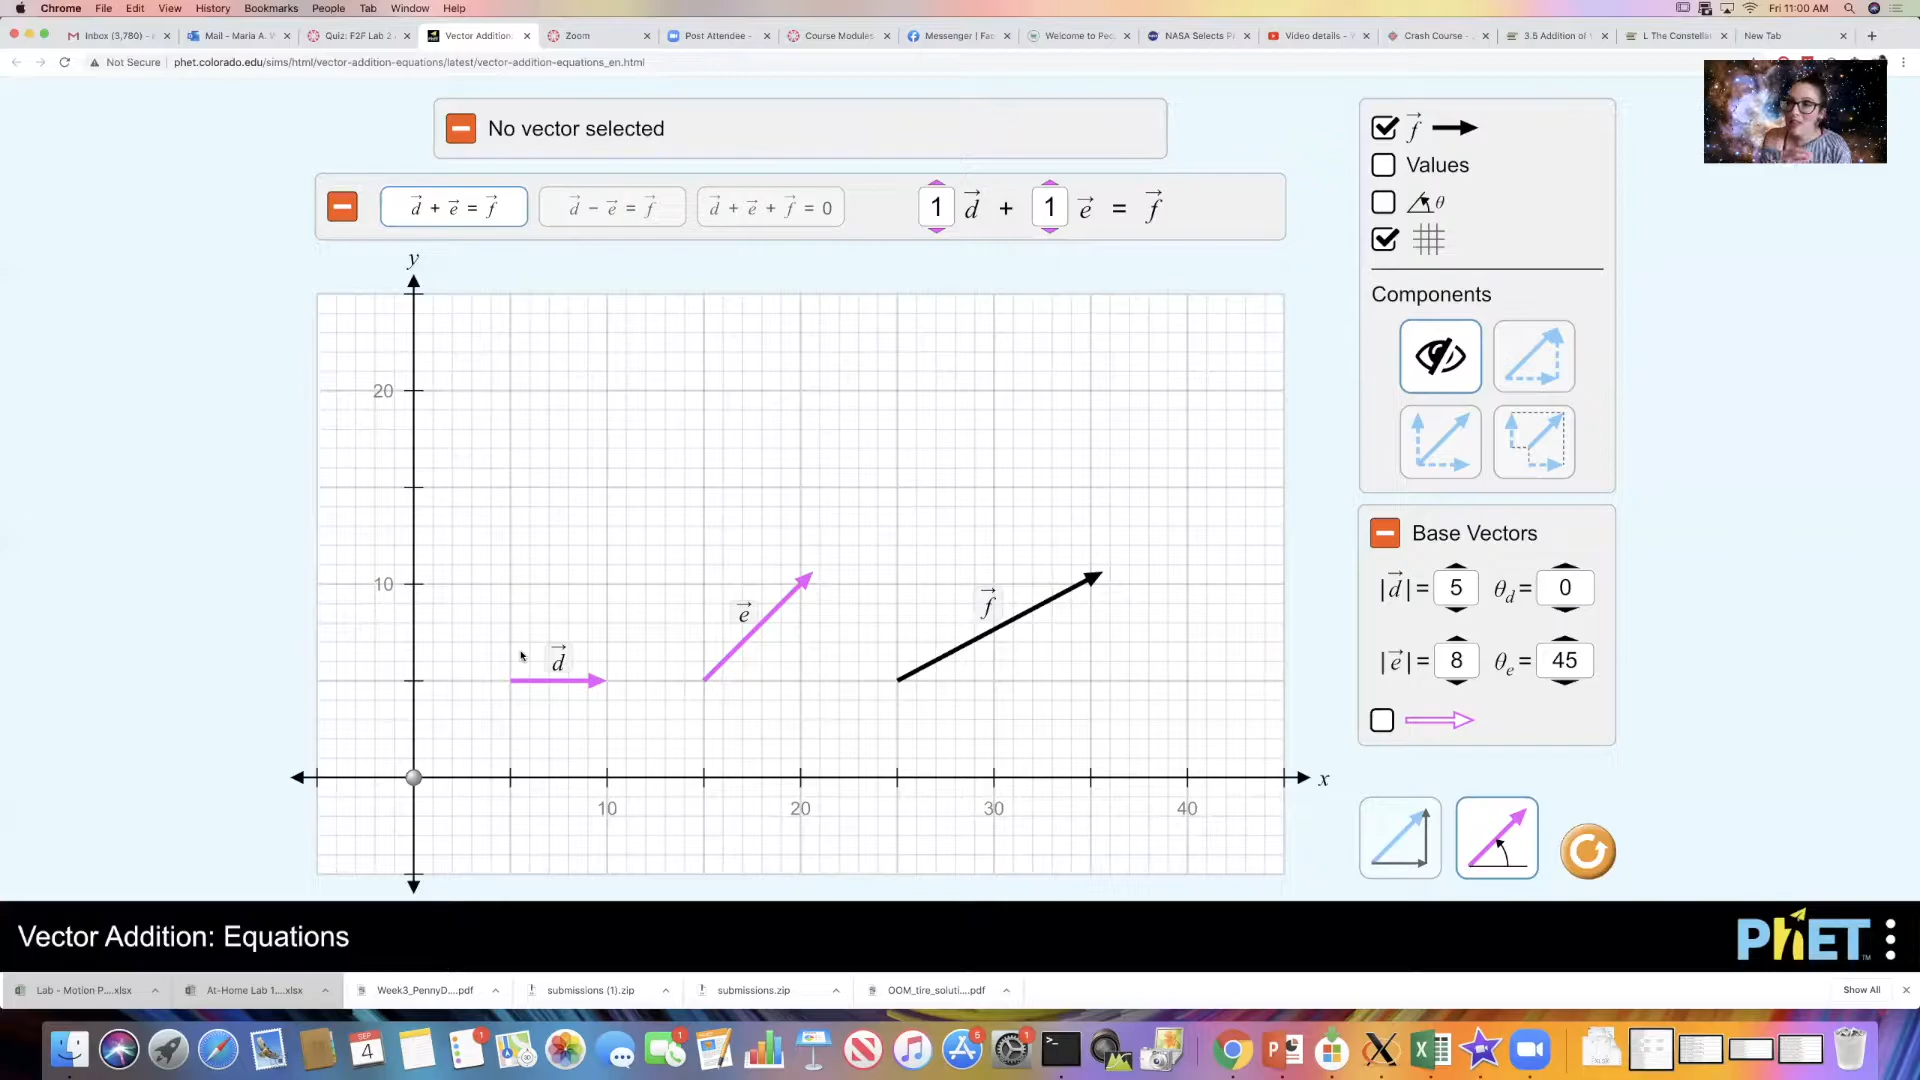 Chrome File Edit View History Bookmarks People Tab Window Help Fri 11:00 AM
Inbox (3,780) – Mail - Maria A. Quiz: F2F Lab 2 Vector Addition: Zoom Post Attendee - Course Modules Messenger | Fac Welcome to NASA Selects Video details - Crash Course - 3.5 Addition of L The Constella New Tab
Not Secure phet.colorado.edu/sims/html/vector-addition-equations/latest/vector-addition-equations_en.html
No vector selected
d + e = f
d − e = f
d + e + f = 0
1 d + 1 e = f
f
Values
θ
Components
y
20
10
e
f
d
10 20 30 40
x
Base Vectors
|d| = 5 θd = 0
|e| = 8 θe = 45
Vector Addition: Equations
PhET
Lab - Motion P....xlsx At-Home Lab 1....xlsx Week3_PennyD....pdf submissions (1).zip submissions.zip OOM_tire_soluti....pdf Show All
SEP
4
1
1
6
1